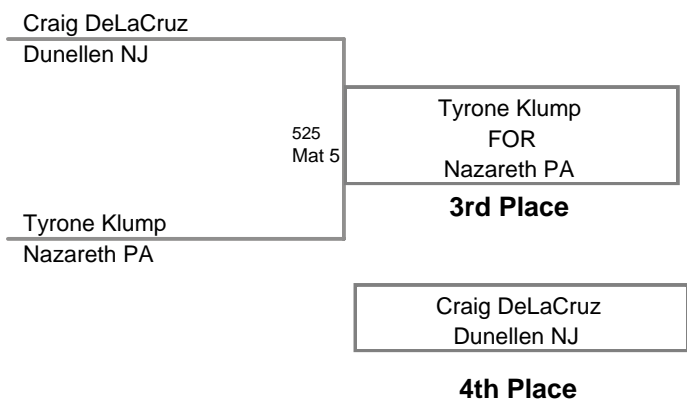 Craig DeLaCruz
Dunellen NJ
525
Mat 5
Tyrone Klump
FOR
Nazareth PA
3rd Place
Tyrone Klump
Nazareth PA
Craig DeLaCruz
Dunellen NJ
4th Place